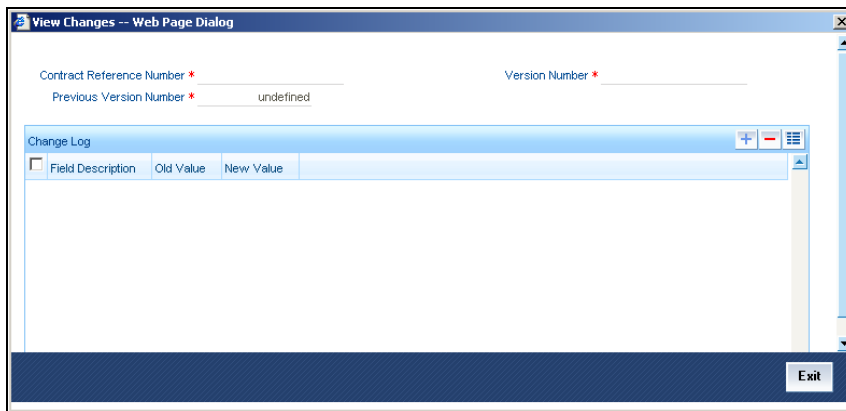 View Changes -- Web Page Dialog
Contract Reference Number * Version Number *
Previous Version Number * undefined
Change Log
Field Description Old Value New Value
Exit